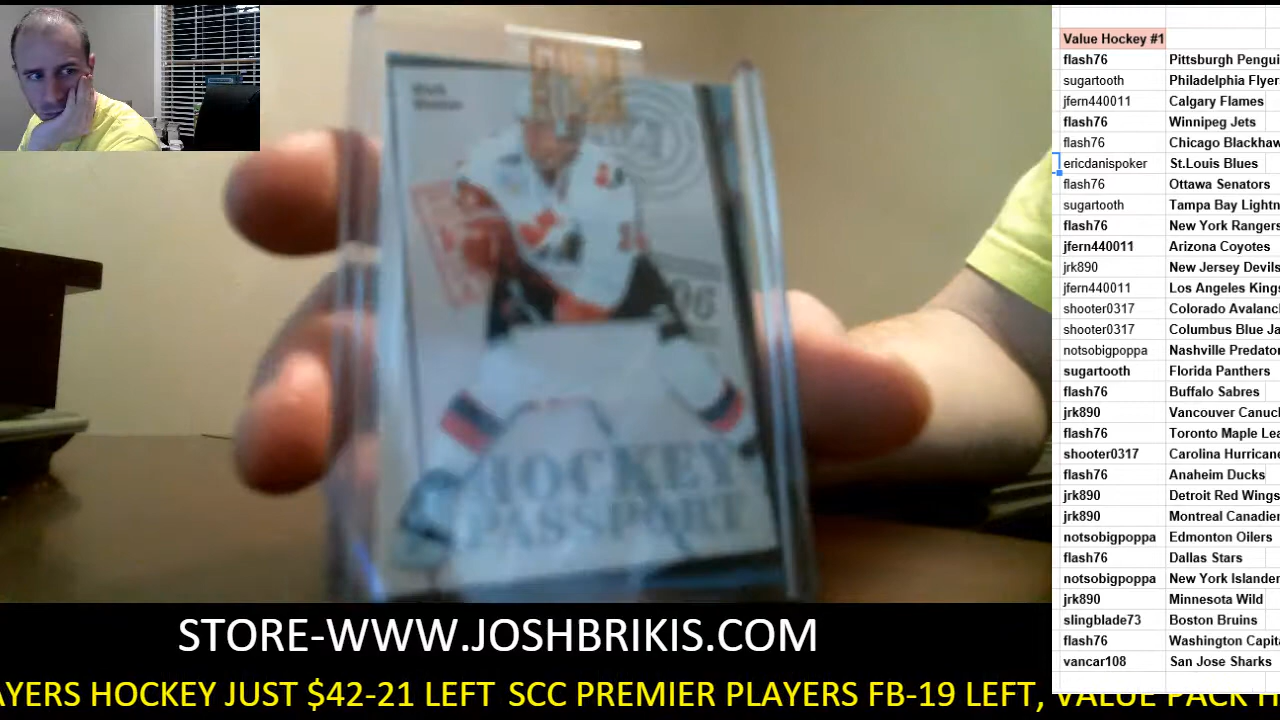 Value Hockey #1
flash76 Pittsburgh Pengui
sugartooth Philadelphia Flyer
jfern440011 Calgary Flames
flash76 Winnipeg Jets
flash76 Chicago Blackhaw
ericdanispoker St.Louis Blues
flash76 Ottawa Senators
sugartooth Tampa Bay Lightn
flash76 New York Rangers
jfern440011 Arizona Coyotes
jrk890 New Jersey Devils
jfern440011 Los Angeles Kings
shooter0317 Colorado Avalanc
shooter0317 Columbus Blue Ja
notsobigpoppa Nashville Predator
sugartooth Florida Panthers
flash76 Buffalo Sabres
jrk890 Vancouver Canuc
flash76 Toronto Maple Lea
shooter0317 Carolina Hurricane
flash76 Anaheim Ducks
jrk890 Detroit Red Wings
jrk890 Montreal Canadien
notsobigpoppa Edmonton Oilers
flash76 Dallas Stars
notsobigpoppa New York Islander
jrk890 Minnesota Wild
slingblade73 Boston Bruins
flash76 Washington Capita
vancar108 San Jose Sharks
96
HOCKEY
PASSPORT
STORE-WWW.JOSHBRIKIS.COM
AYERS HOCKEY JUST $42-21 LEFT SCC PREMIER PLAYERS FB-19 LEFT, VALUE PACK H